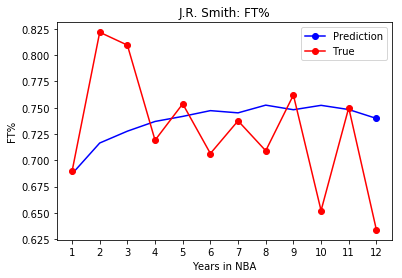 J.R. Smith: FT%
Prediction
True
FT%
0.825
0.800
0.775
0.750
0.725
0.700
0.675
0.650
0.625
1 2 3 4 5 6 7 8 9 10 11 12
Years in NBA